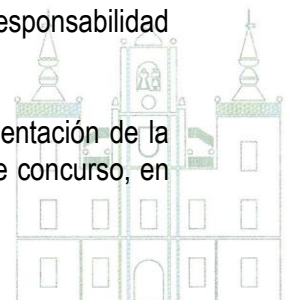 esponsabilidad
entación de la
e concurso, en